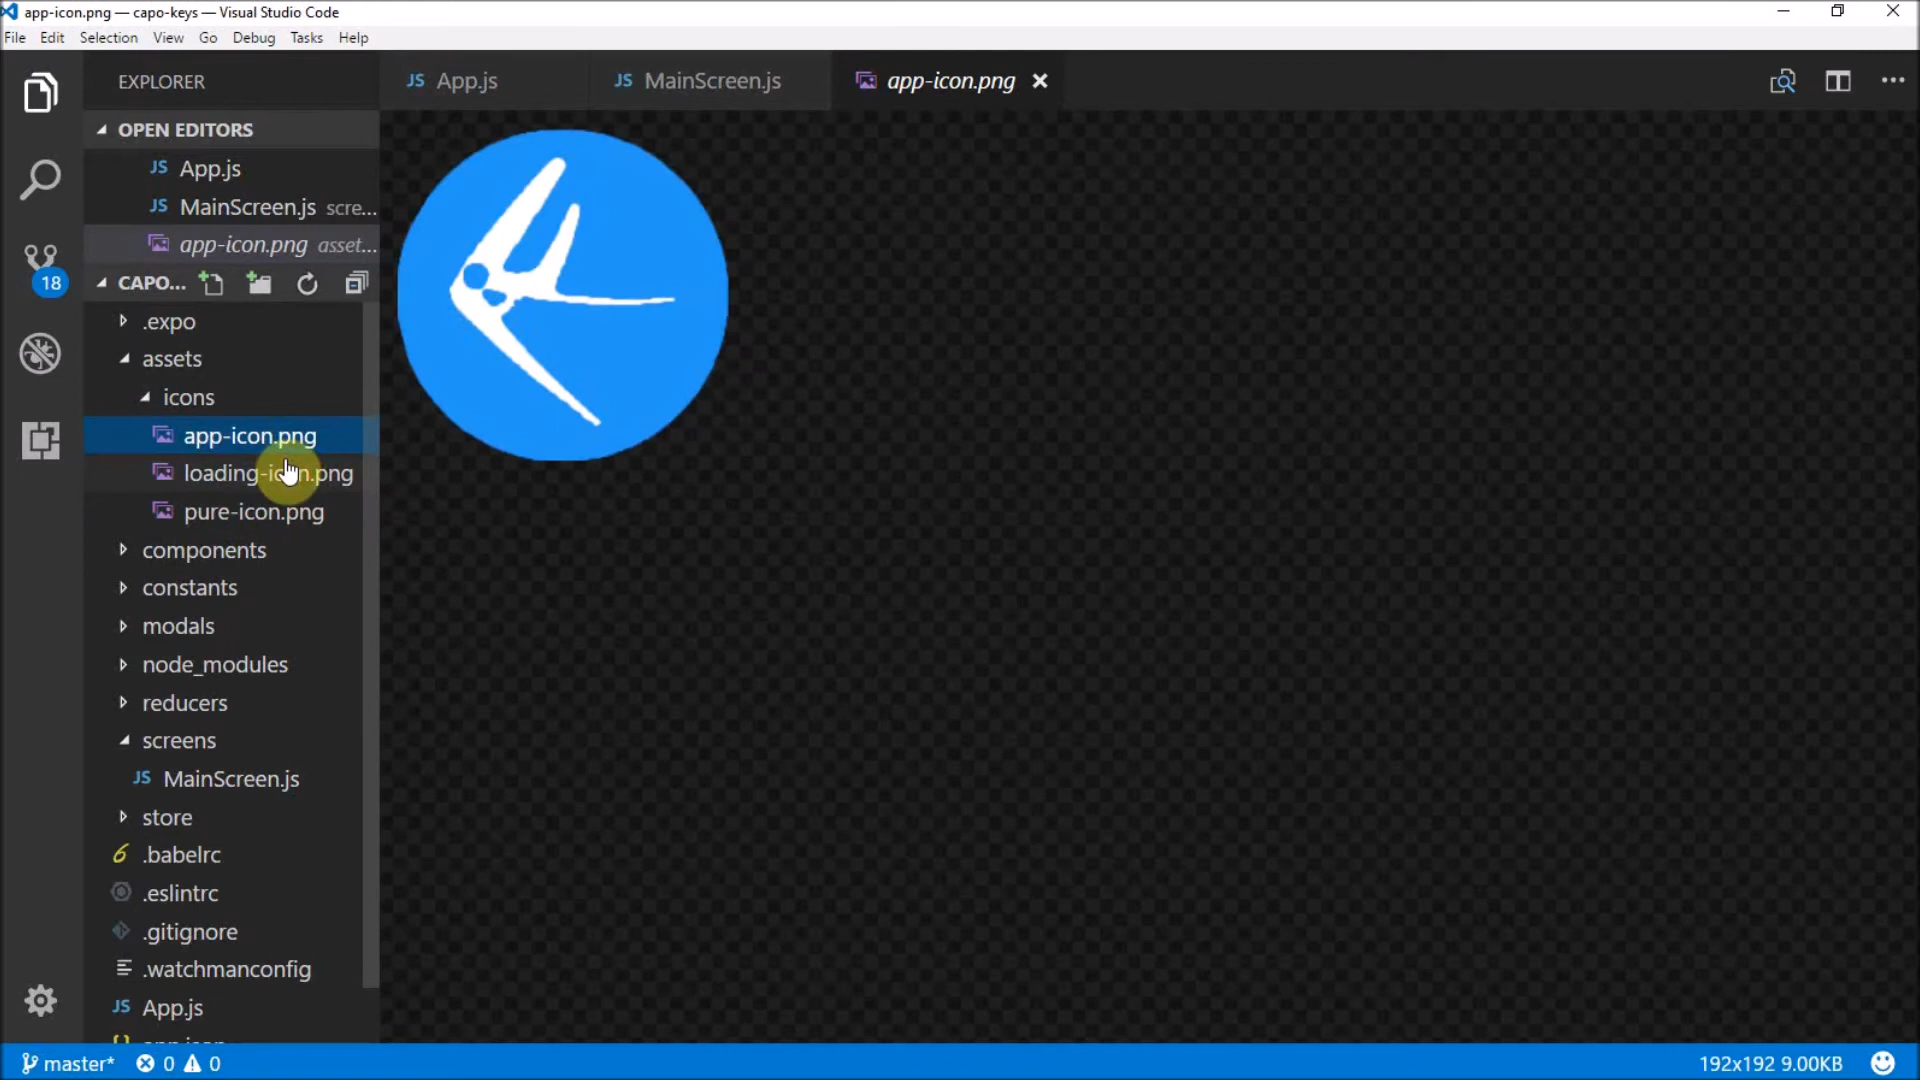 app-icon.png — capo-keys — Visual Studio Code
File Edit Selection View Go Debug Tasks Help
EXPLORER
JS App.js
JS MainScreen.js
app-icon.png
OPEN EDITORS
JS App.js
JS MainScreen.js scre...
app-icon.png asset...
CAPO...
.expo
assets
icons
app-icon.png
loading-icon.png
pure-icon.png
components
constants
modals
node_modules
reducers
screens
JS MainScreen.js
store
.babelrc
.eslintrc
.gitignore
.watchmanconfig
JS App.js
18
master* 0 0
192x192 9.00KB